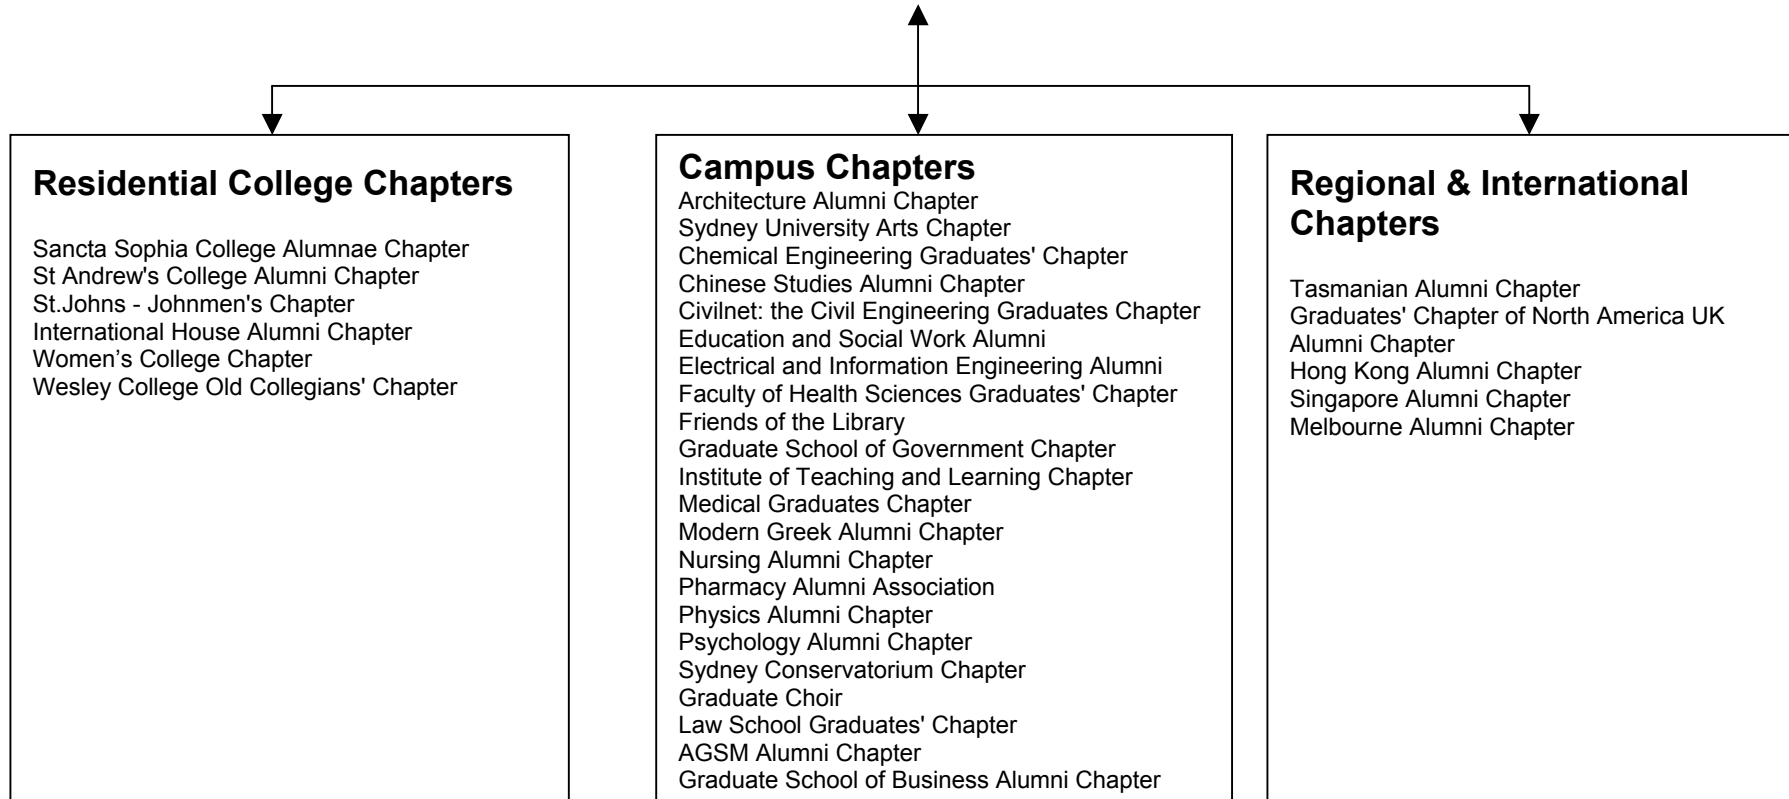 Residential College Chapters
Sancta Sophia College Alumnae Chapter
St Andrew's College Alumni Chapter
St.Johns - Johnmen's Chapter
International House Alumni Chapter
Women’s College Chapter
Wesley College Old Collegians' Chapter
Campus Chapters
Architecture Alumni Chapter
Sydney University Arts Chapter
Chemical Engineering Graduates' Chapter
Chinese Studies Alumni Chapter
Civilnet: the Civil Engineering Graduates Chapter
Education and Social Work Alumni
Electrical and Information Engineering Alumni
Faculty of Health Sciences Graduates' Chapter
Friends of the Library
Graduate School of Government Chapter
Institute of Teaching and Learning Chapter
Medical Graduates Chapter
Modern Greek Alumni Chapter
Nursing Alumni Chapter
Pharmacy Alumni Association
Physics Alumni Chapter
Psychology Alumni Chapter
Sydney Conservatorium Chapter
Graduate Choir
Law School Graduates' Chapter
AGSM Alumni Chapter
Graduate School of Business Alumni Chapter
Regional & International
Chapters
Tasmanian Alumni Chapter
Graduates' Chapter of North America UK
Alumni Chapter
Hong Kong Alumni Chapter
Singapore Alumni Chapter
Melbourne Alumni Chapter